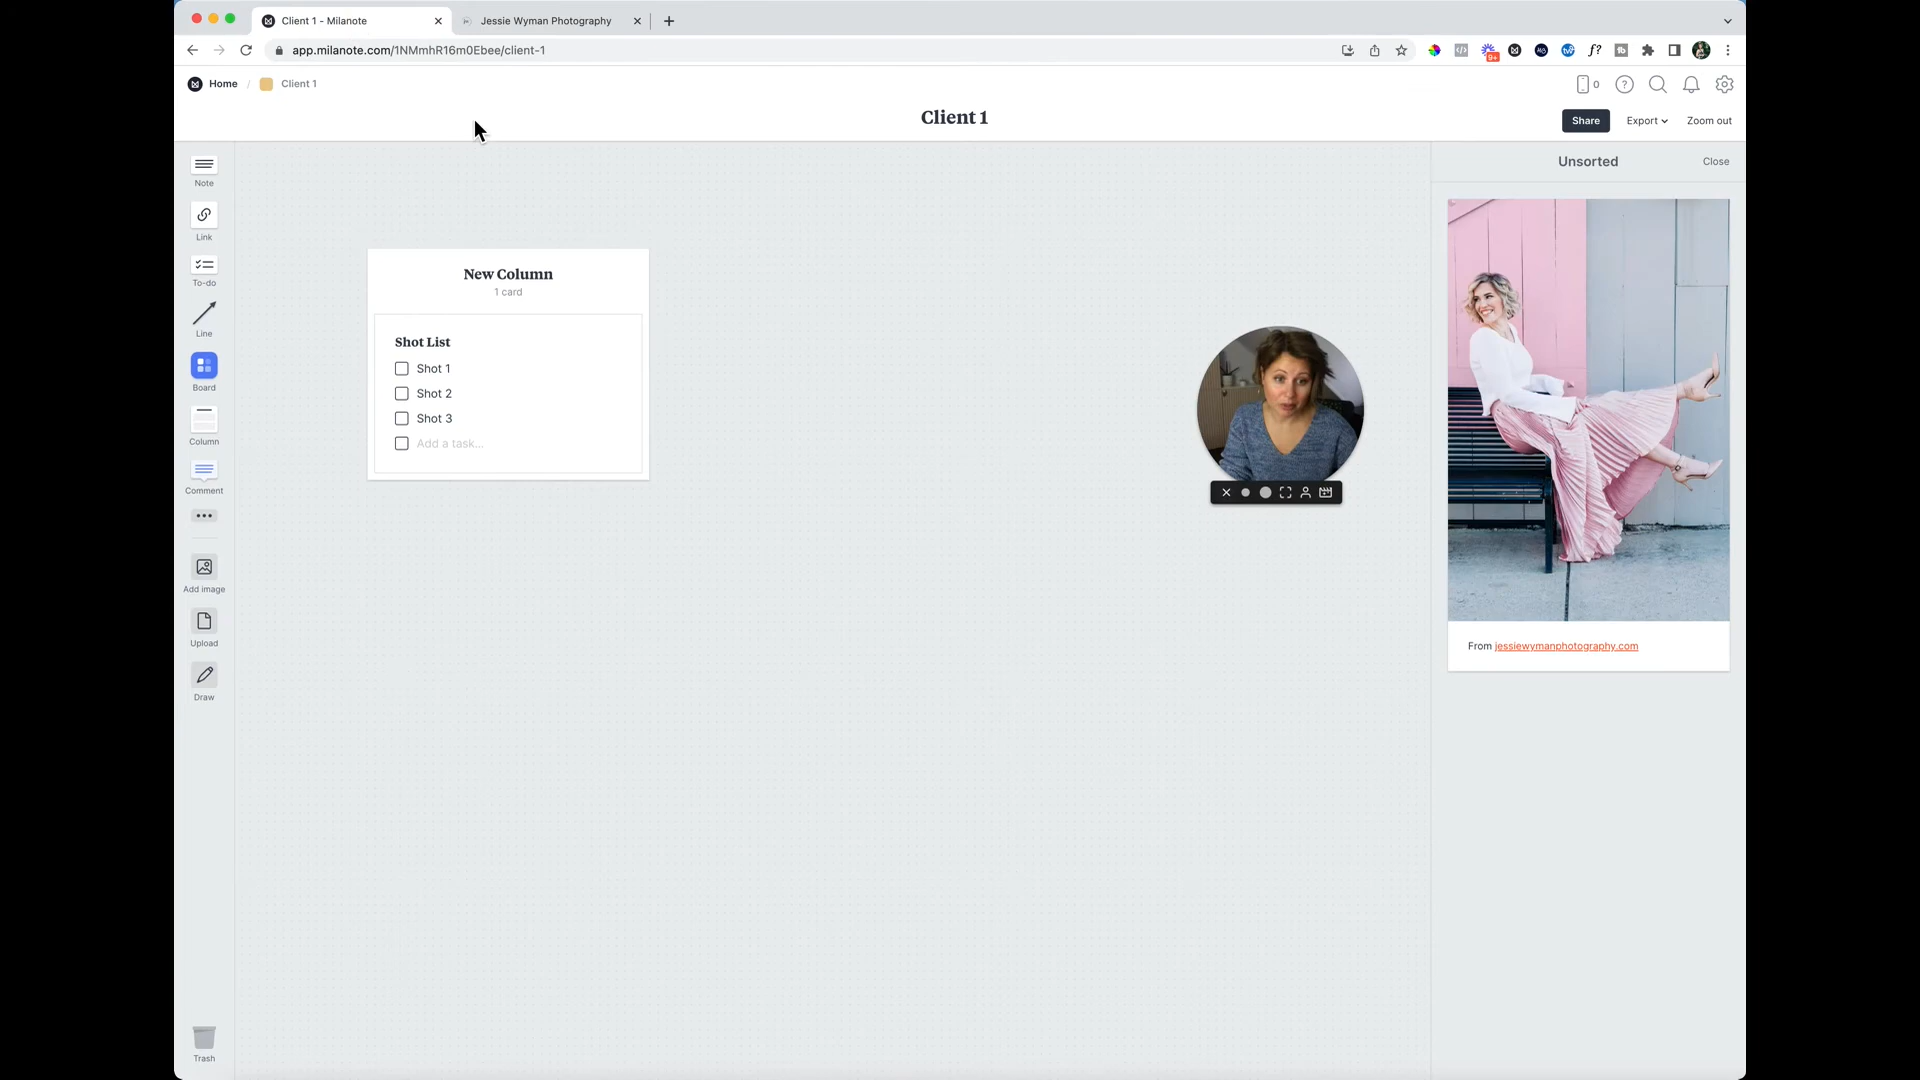 Client 1 - Milanote
Jessie Wyman Photography
app.milanote.com/1NMmhR16m0Ebee/client-1
9+
f?
Home / Client 1
0
?
Client 1
Share
Export
Zoom out
Note
Link
To-do
Line
Board
Column
Comment
Add image
Upload
Draw
Trash
New Column
1 card
Shot List
Shot 1
Shot 2
Shot 3
Add a task...
Unsorted
Close
From jessiewymanphotography.com